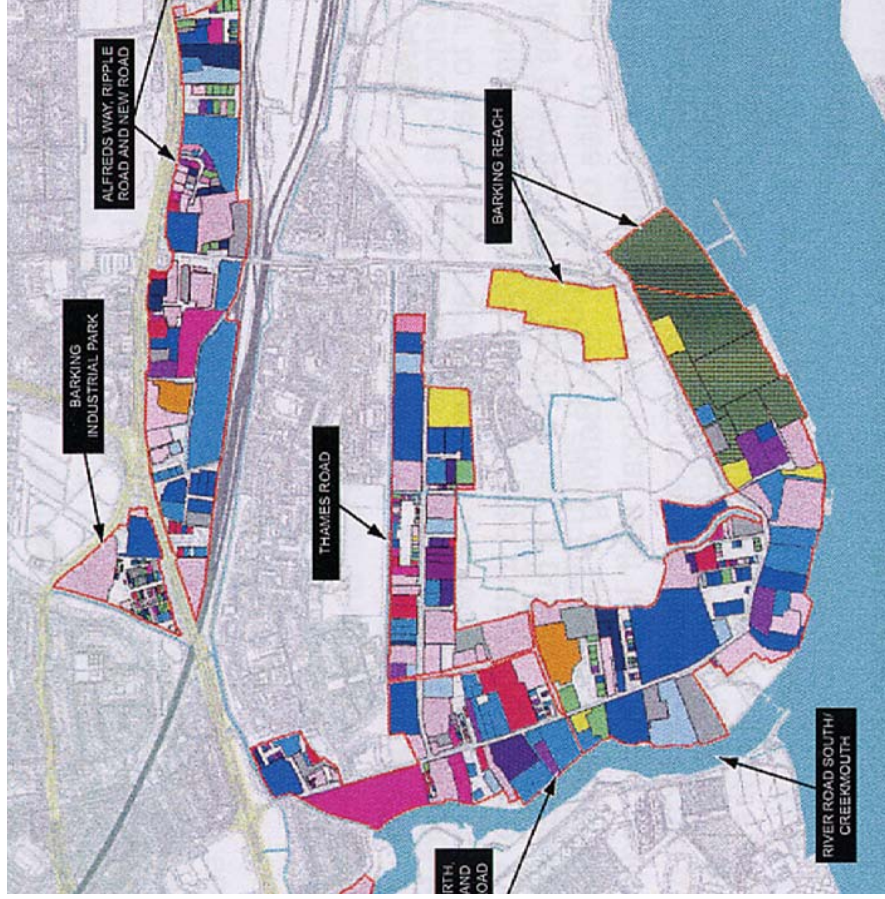 ALFREDS WAY, RIPPLE
ROAD AND NEW ROAD
BARKING
INDUSTRIAL PARK
BARKING REACH
THAMES ROAD
RTH,
AND
OAD
RIVER ROAD SOUTH/
CREEKMOUTH